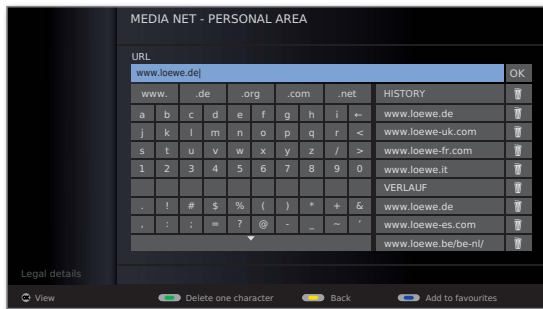 MEDIA NET - PERSONAL AREA
URL
www.loewe.de OK
www. .de .org .com .net HISTORY
a b c d e f g h i ← www.loewe.de
j k l m n o p q r < www.loewe-uk.com
s t u v w x y z / > www.loewe-fr.com
1 2 3 4 5 6 7 8 9 0 www.loewe.it
VERLAUF
. ! # $ % ( ) * + & www.loewe.de
, : ; = ? @ - _ ~ ' www.loewe-es.com
www.loewe.be/be-nl/
Legal details
OK View Delete one character Back Add to favourites